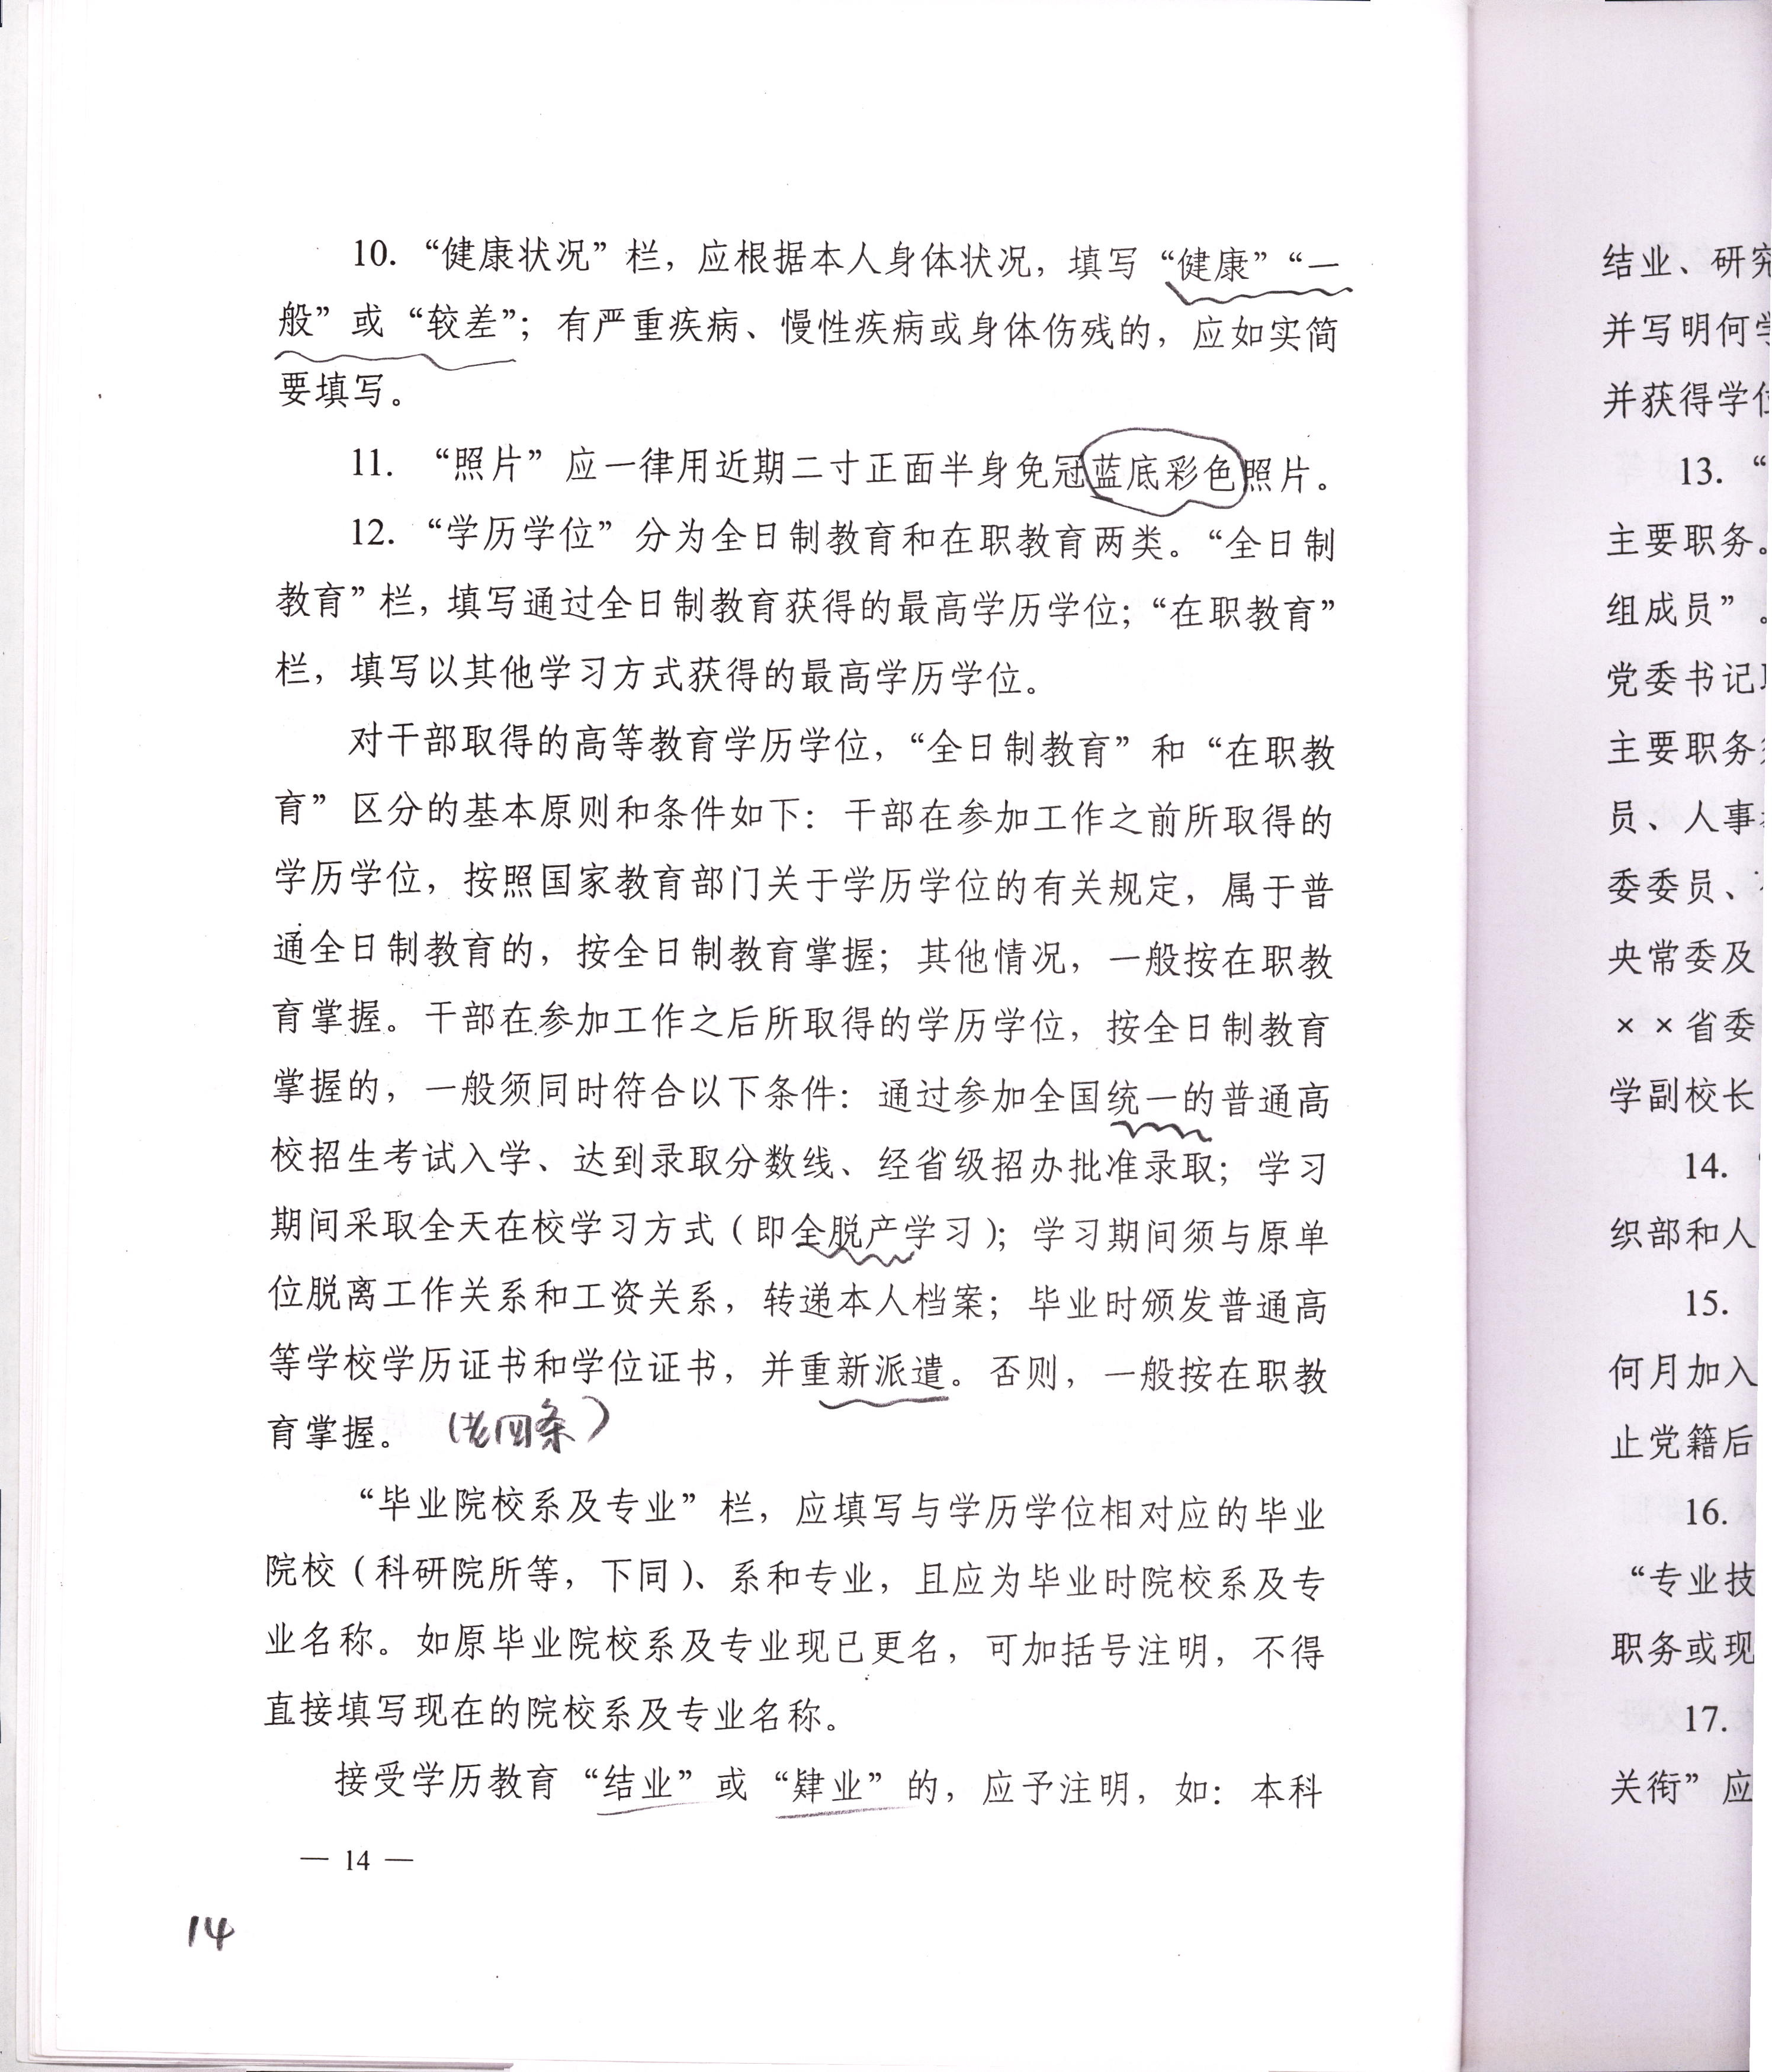 10. “健康状况”栏，应根据本人身体状况，填写“健康”“一
般”或“较差”；有严重疾病、慢性疾病或身体伤残的，应如实简
要填写。
11. “照片”应一律用近期二寸正面半身免冠蓝底彩色照片。
12. “学历学位”分为全日制教育和在职教育两类。“全日制
教育”栏，填写通过全日制教育获得的最高学历学位；“在职教育”
栏，填写以其他学习方式获得的最高学历学位。
对干部取得的高等教育学历学位，“全日制教育”和“在职教
育”区分的基本原则和条件如下：干部在参加工作之前所取得的
学历学位，按照国家教育部门关于学历学位的有关规定，属于普
通全日制教育的，按全日制教育掌握；其他情况，一般按在职教
育掌握。干部在参加工作之后所取得的学历学位，按全日制教育
掌握的，一般须同时符合以下条件：通过参加全国统一的普通高
校招生考试入学、达到录取分数线、经省级招办批准录取；学习
期间采取全天在校学习方式（即全脱产学习）；学习期间须与原单
位脱离工作关系和工资关系，转递本人档案；毕业时颁发普通高
等学校学历证书和学位证书，并重新派遣。否则，一般按在职教
育掌握。（老四条）
“毕业院校系及专业”栏，应填写与学历学位相对应的毕业
院校（科研院所等，下同）、系和专业，且应为毕业时院校系及专
业名称。如原毕业院校系及专业现已更名，可加括号注明，不得
直接填写现在的院校系及专业名称。
接受学历教育“结业”或“肄业”的，应予注明，如：本科
— 14 —
14
结业、研究
并写明何学
并获得学位
13. “
主要职务。
组成员”。
党委书记
主要职务
员、人事
委委员、
央常委及
××省委
学副校长
14.
织部和人
15.
何月加入
止党籍后
16.
“专业技
职务或现
17.
关衔”应